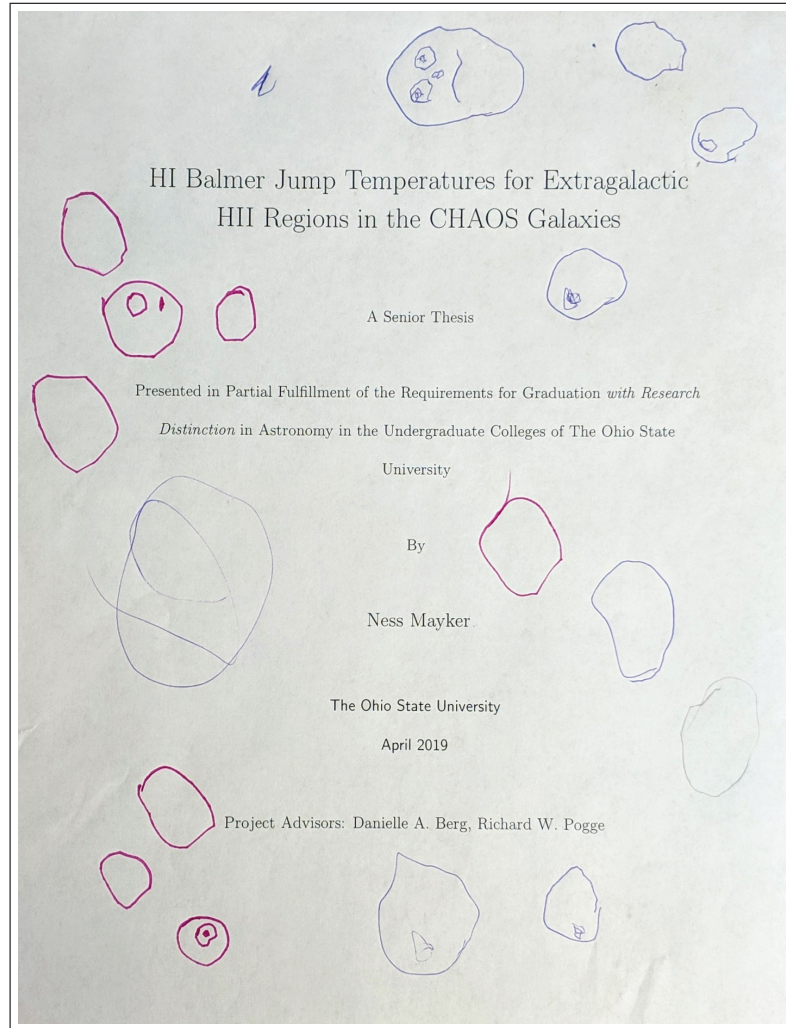 HI Balmer Jump Temperatures for Extragalactic
HII Regions in the CHAOS Galaxies
A Senior Thesis
Presented in Partial Fulfillment of the Requirements for Graduation with Research
Distinction in Astronomy in the Undergraduate Colleges of The Ohio State
University
By
Ness Mayker
The Ohio State University
April 2019
Project Advisors: Danielle A. Berg, Richard W. Pogge